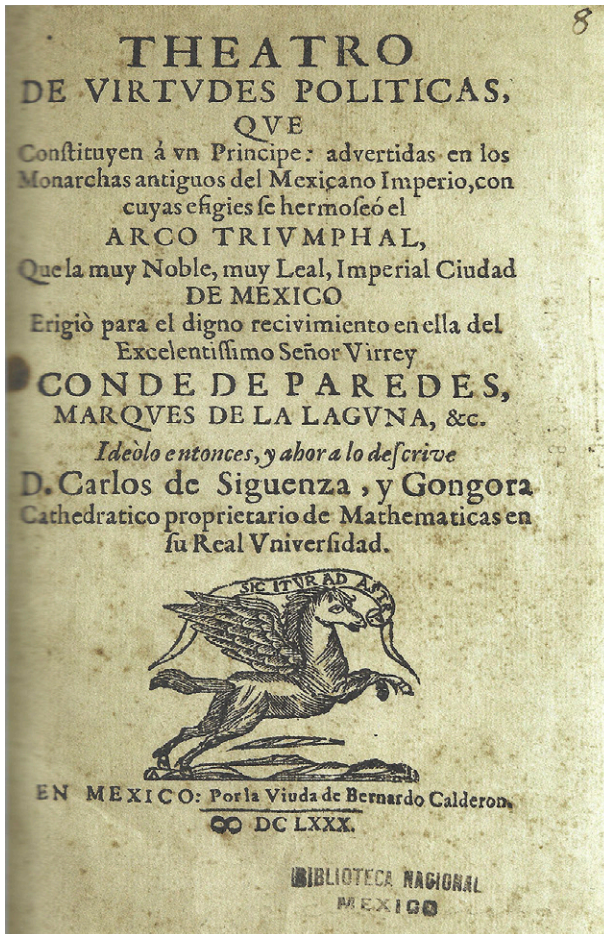 8
THEATRO
DE VIRTVDES POLITICAS,
QVE
Conſtituyen á vn Principe: advertidas en los
Monarchas antiguos del Mexicano Imperio, con
cuyas efigies ſe hermoſeó el
ARCO TRIVMPHAL,
Que la muy Noble, muy Leal, Imperial Ciudad
DE MEXICO
Erigiò para el digno recivimiento en ella del
Excelentiſſimo Señor Virrey
CONDE DE PAREDES,
MARQVES DE LA LAGVNA, &c.
Ideòlo entonces, y ahora lo deſcrive
D. Carlos de Siguenza, y Gongora
Cathedratico proprietario de Mathematicas en
ſu Real Vniverſidad.
SIC ITVR AD ASTRA
EN MEXICO: Por la Viuda de Bernardo Calderon.
ↀ DC LXXX.
BIBLIOTECA NACIONAL
MEXICO